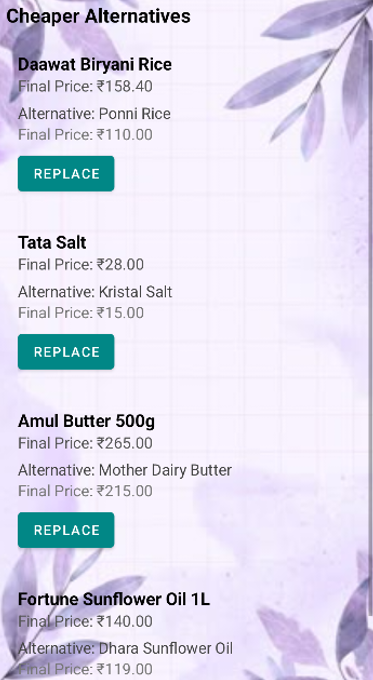 Cheaper Alternatives
Daawat Biryani Rice
Final Price: ₹158.40
Alternative: Ponni Rice
Final Price: ₹110.00
REPLACE
Tata Salt
Final Price: ₹28.00
Alternative: Kristal Salt
Final Price: ₹15.00
REPLACE
Amul Butter 500g
Final Price: ₹265.00
Alternative: Mother Dairy Butter
Final Price: ₹215.00
REPLACE
Fortune Sunflower Oil 1L
Final Price: ₹140.00
Alternative: Dhara Sunflower Oil
Final Price: ₹119.00